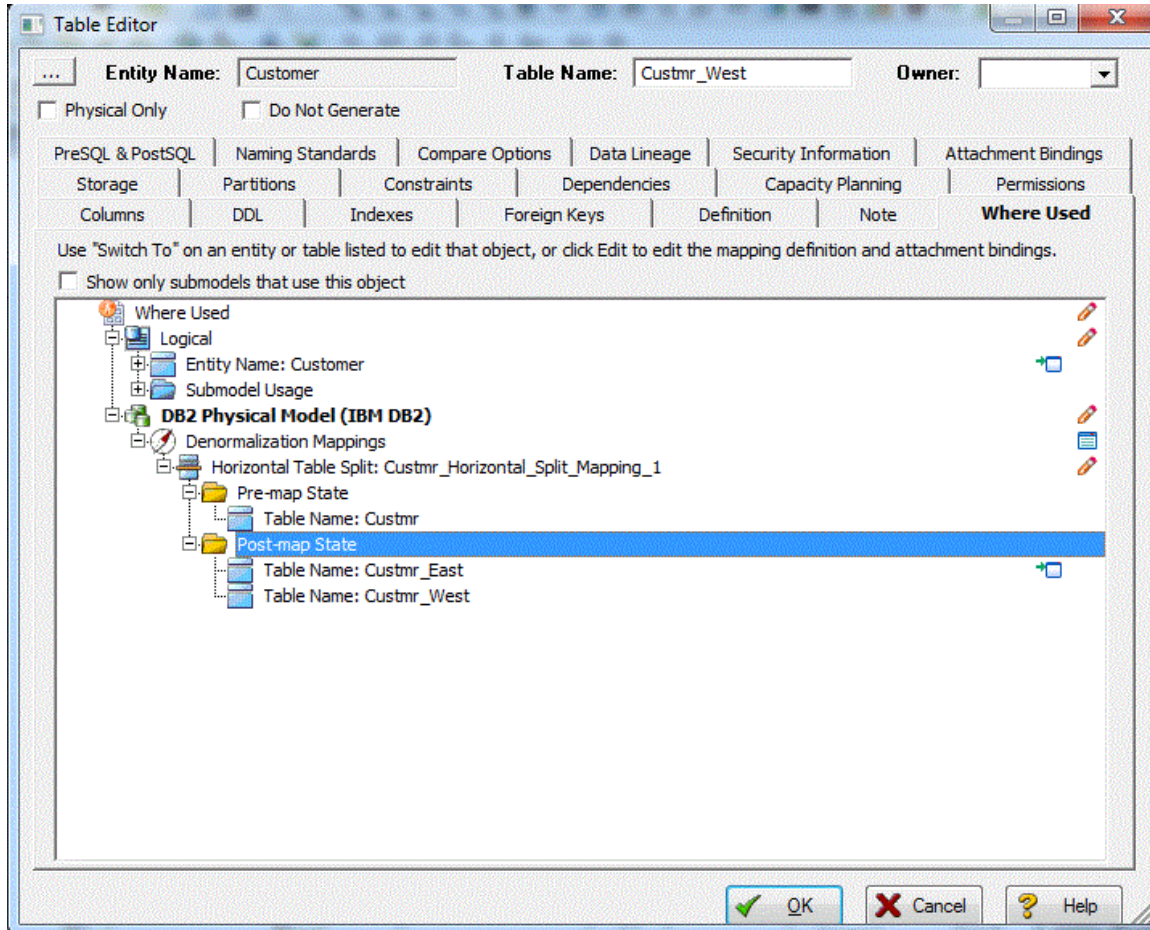 Table Editor
... Entity Name: Customer Table Name: Custmr_West Owner:
Physical Only Do Not Generate
PreSQL & PostSQL Naming Standards Compare Options Data Lineage Security Information Attachment Bindings
Storage Partitions Constraints Dependencies Capacity Planning Permissions
Columns DDL Indexes Foreign Keys Definition Note Where Used
Use "Switch To" on an entity or table listed to edit that object, or click Edit to edit the mapping definition and attachment bindings.
Show only submodels that use this object
Where Used
Logical
Entity Name: Customer
Submodel Usage
DB2 Physical Model (IBM DB2)
Denormalization Mappings
Horizontal Table Split: Custmr_Horizontal_Split_Mapping_1
Pre-map State
Table Name: Custmr
Post-map State
Table Name: Custmr_East
Table Name: Custmr_West
OK Cancel Help